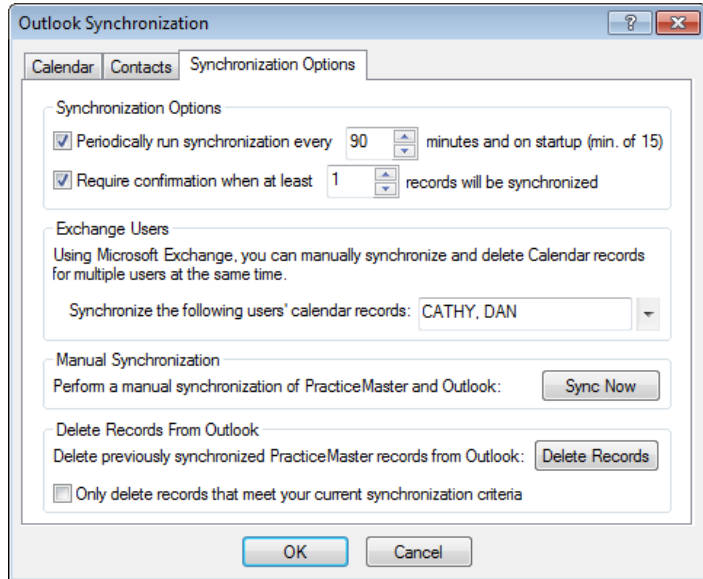 Outlook Synchronization
Calendar Contacts Synchronization Options
Synchronization Options
Periodically run synchronization every 90 minutes and on startup (min. of 15)
Require confirmation when at least 1 records will be synchronized
Exchange Users
Using Microsoft Exchange, you can manually synchronize and delete Calendar records
for multiple users at the same time.
Synchronize the following users' calendar records: CATHY, DAN
Manual Synchronization
Perform a manual synchronization of PracticeMaster and Outlook: Sync Now
Delete Records From Outlook
Delete previously synchronized PracticeMaster records from Outlook: Delete Records
Only delete records that meet your current synchronization criteria
OK Cancel